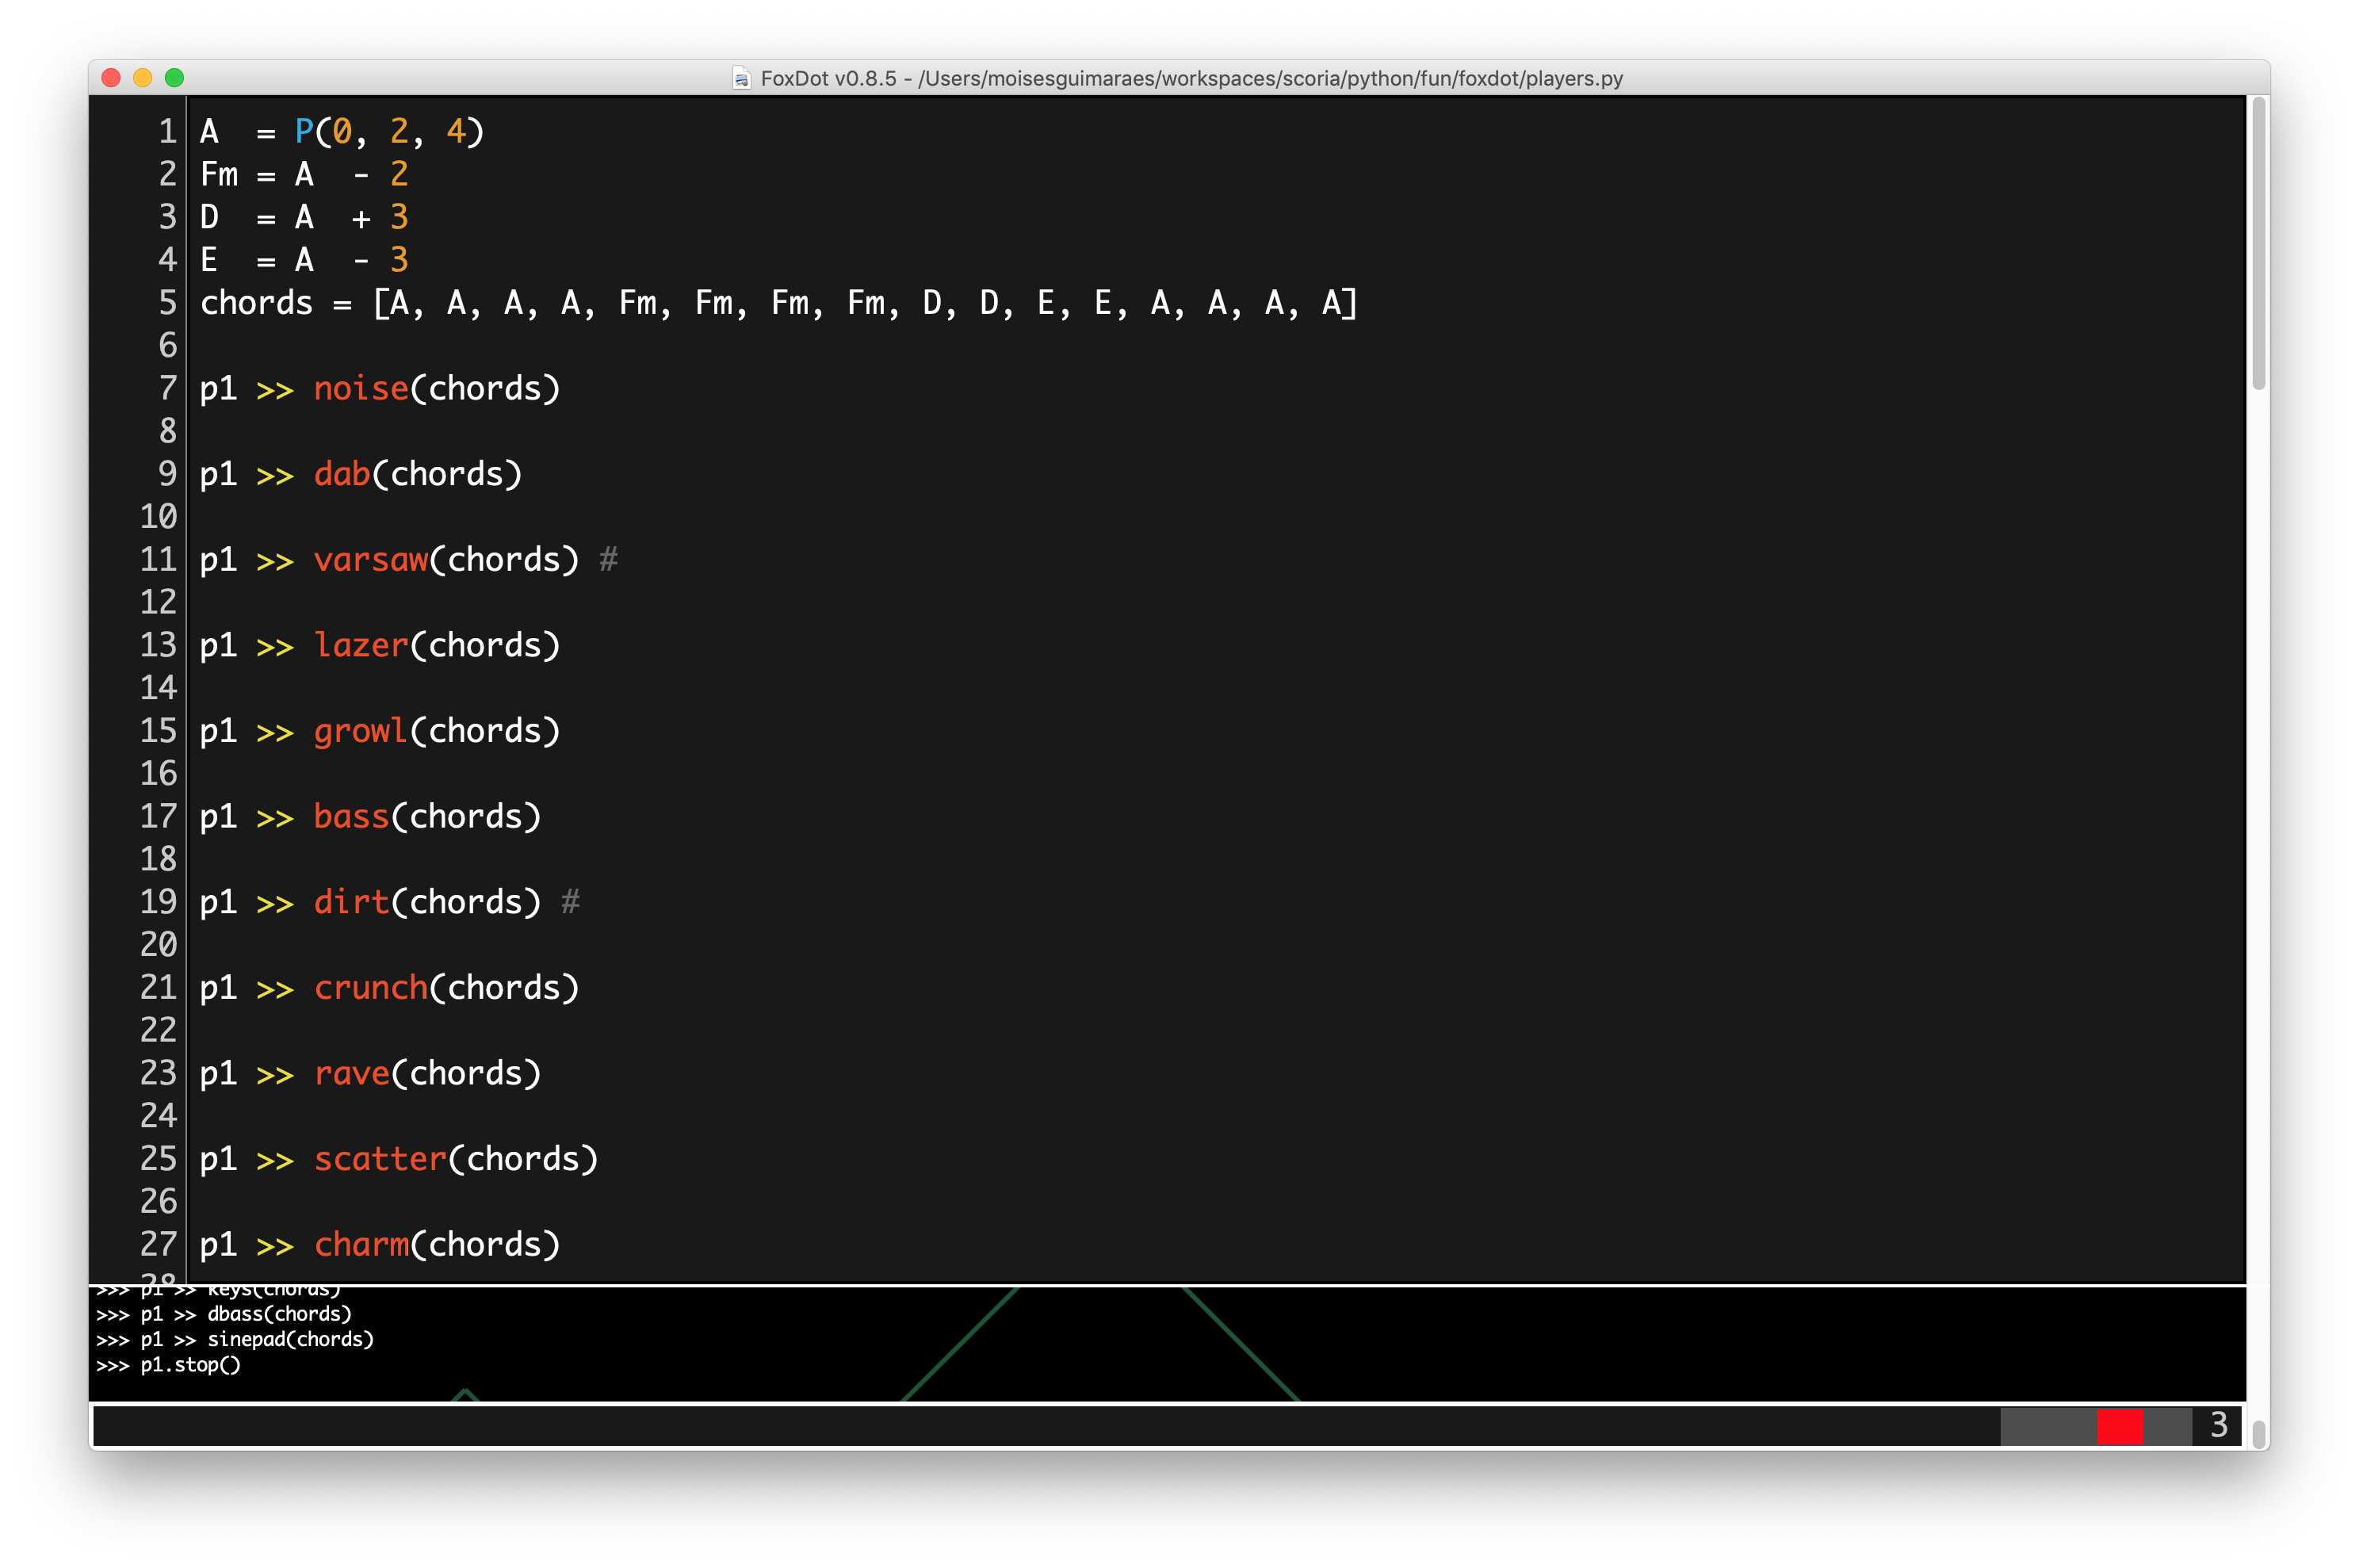 FoxDot v0.8.5 - /Users/moisesguimaraes/workspaces/scoria/python/fun/foxdot/players.py
1 A  = P(0, 2, 4)
2 Fm = A  - 2
3 D  = A  + 3
4 E  = A  - 3
5 chords = [A, A, A, A, Fm, Fm, Fm, Fm, D, D, E, E, A, A, A, A]
6
7 p1 >> noise(chords)
8
9 p1 >> dab(chords)
10
11 p1 >> varsaw(chords) #
12
13 p1 >> lazer(chords)
14
15 p1 >> growl(chords)
16
17 p1 >> bass(chords)
18
19 p1 >> dirt(chords) #
20
21 p1 >> crunch(chords)
22
23 p1 >> rave(chords)
24
25 p1 >> scatter(chords)
26
27 p1 >> charm(chords)
28
>>> p1 >> keys(chords)
>>> p1 >> dbass(chords)
>>> p1 >> sinepad(chords)
>>> p1.stop()
3